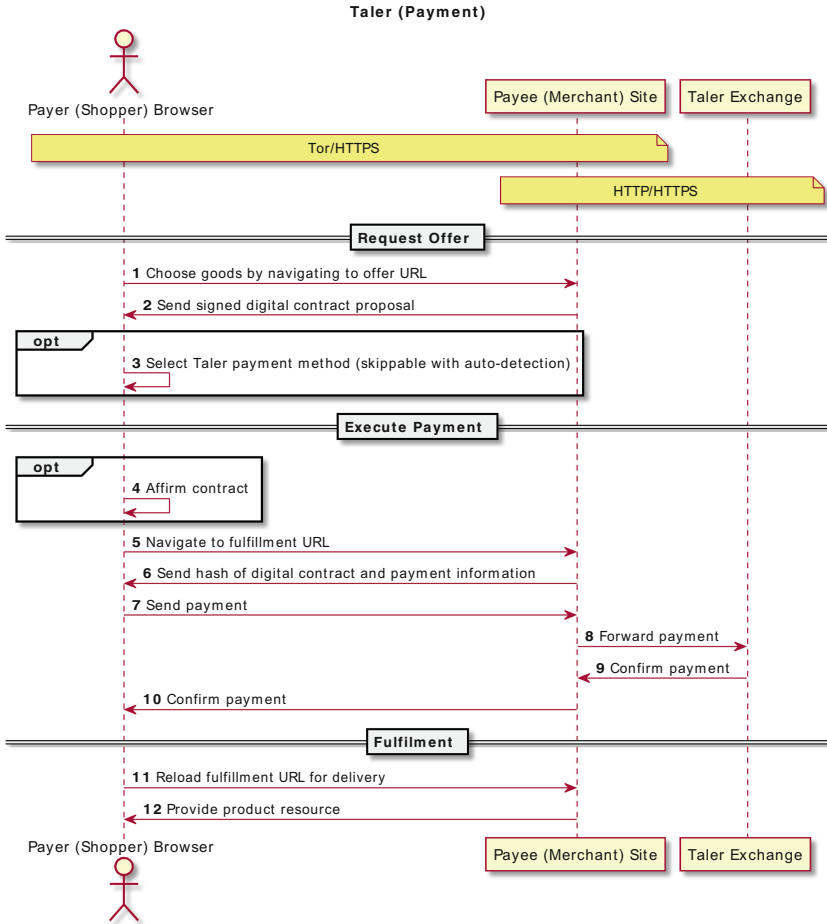 Taler (Payment)
Payer (Shopper) Browser
Payee (Merchant) Site
Taler Exchange
Tor/HTTPS
HTTP/HTTPS
Request Offer
1 Choose goods by navigating to offer URL
2 Send signed digital contract proposal
opt
3 Select Taler payment method (skippable with auto-detection)
Execute Payment
opt
4 Affirm contract
5 Navigate to fulfillment URL
6 Send hash of digital contract and payment information
7 Send payment
8 Forward payment
9 Confirm payment
10 Confirm payment
Fulfilment
11 Reload fulfillment URL for delivery
12 Provide product resource
Payer (Shopper) Browser
Payee (Merchant) Site
Taler Exchange